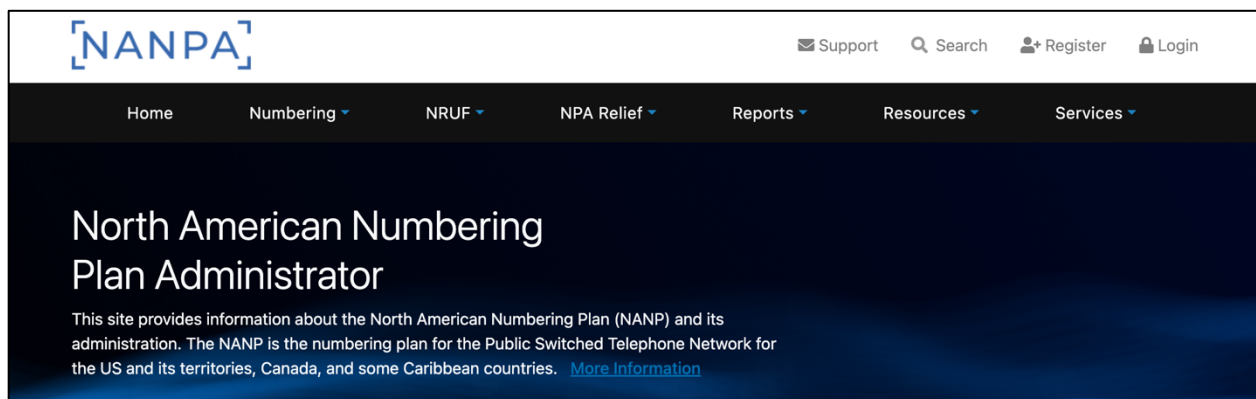 NANPA
Support Search Register Login
Home Numbering NRUF NPA Relief Reports Resources Services
North American Numbering
Plan Administrator
This site provides information about the North American Numbering Plan (NANP) and its
administration. The NANP is the numbering plan for the Public Switched Telephone Network for
the US and its territories, Canada, and some Caribbean countries. More Information